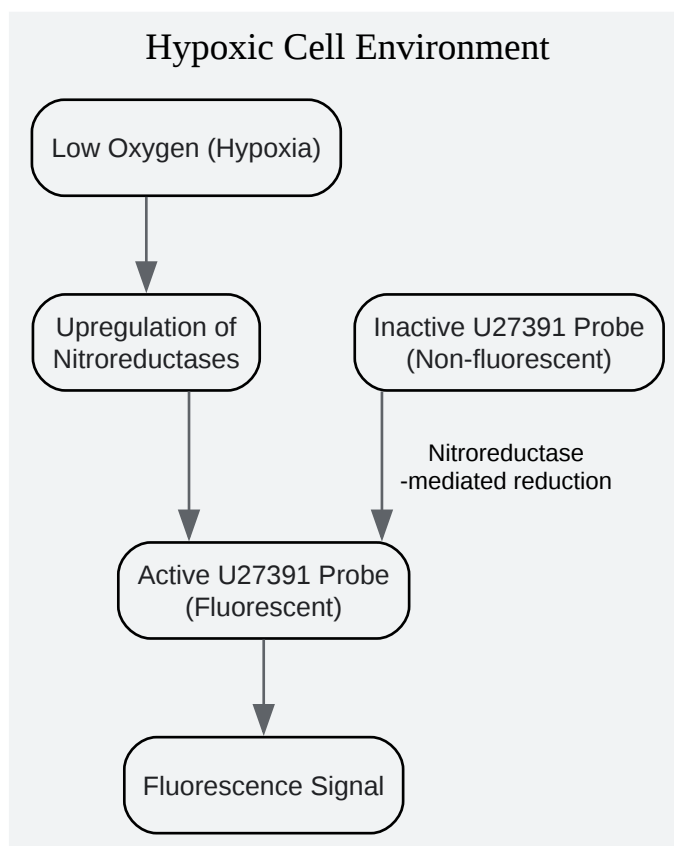 Hypoxic Cell Environment
Low Oxygen (Hypoxia)
Upregulation of
Nitroreductases
Inactive U27391 Probe
(Non-fluorescent)
Nitroreductase
-mediated reduction
Active U27391 Probe
(Fluorescent)
Fluorescence Signal